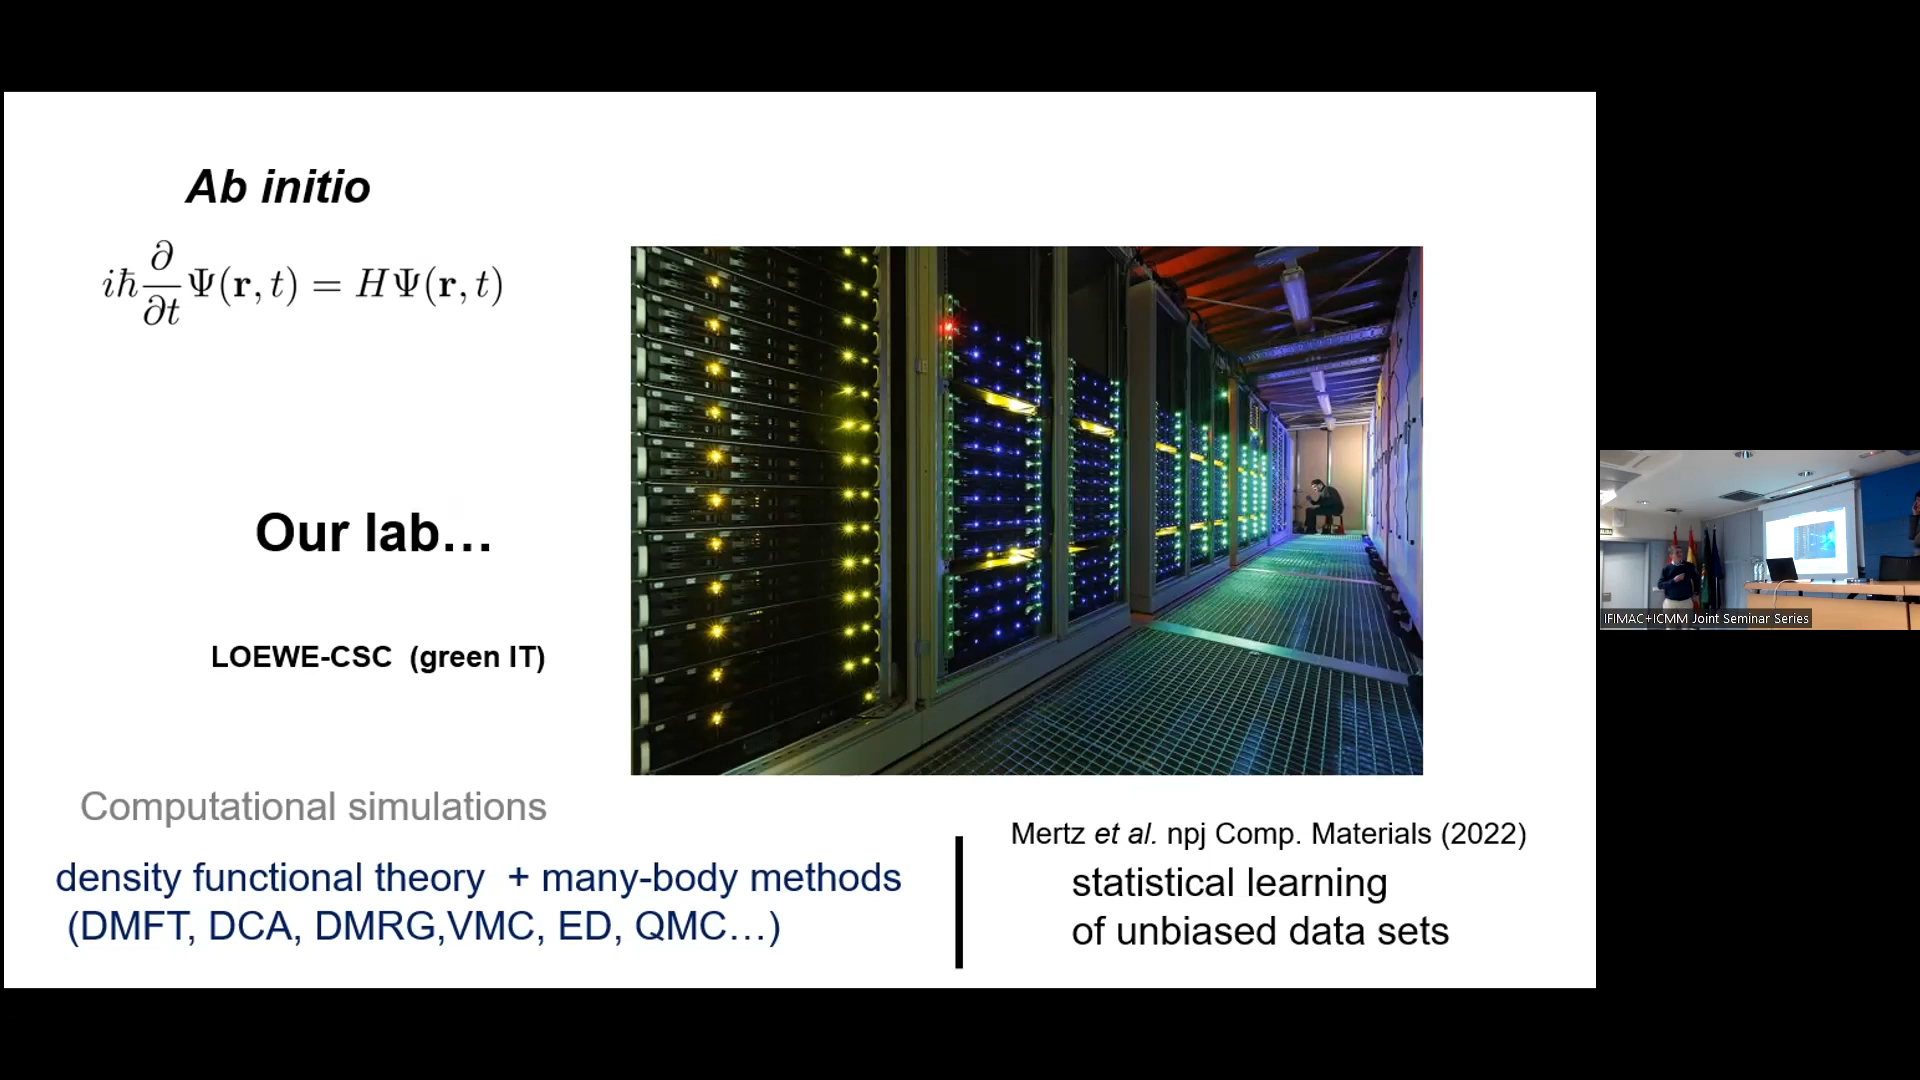 Ab initio
iℏ ∂/∂t Ψ(r, t) = HΨ(r, t)
Our lab…
LOEWE-CSC (green IT)
Computational simulations
density functional theory + many-body methods
(DMFT, DCA, DMRG,VMC, ED, QMC…)
Mertz et al. npj Comp. Materials (2022)
statistical learning
of unbiased data sets
IFIMAC+ICMM Joint Seminar Series